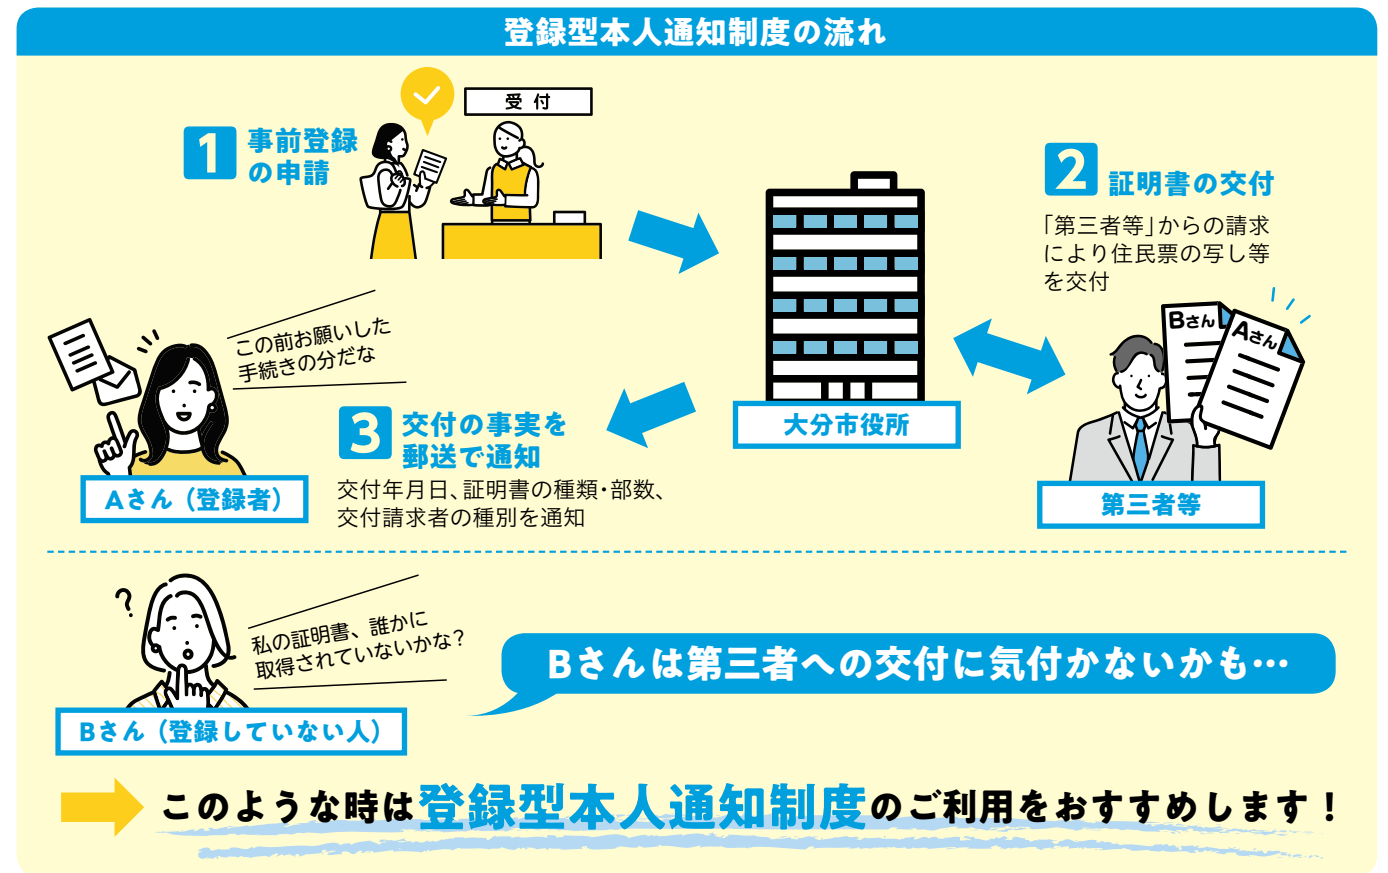 登録型本人通知制度の流れ
受付
1 事前登録
の申請
2 証明書の交付
「第三者等」からの請求
により住民票の写し等
を交付
Bさん
Aさん
この前お願いした
手続きの分だな
3 交付の事実を
郵送で通知
交付年月日、証明書の種類・部数、
交付請求者の種別を通知
大分市役所
Aさん（登録者）
第三者等
?
私の証明書、誰かに
取得されていないかな？
Bさんは第三者への交付に気付かないかも…
Bさん（登録していない人）
このような時は登録型本人通知制度のご利用をおすすめします！